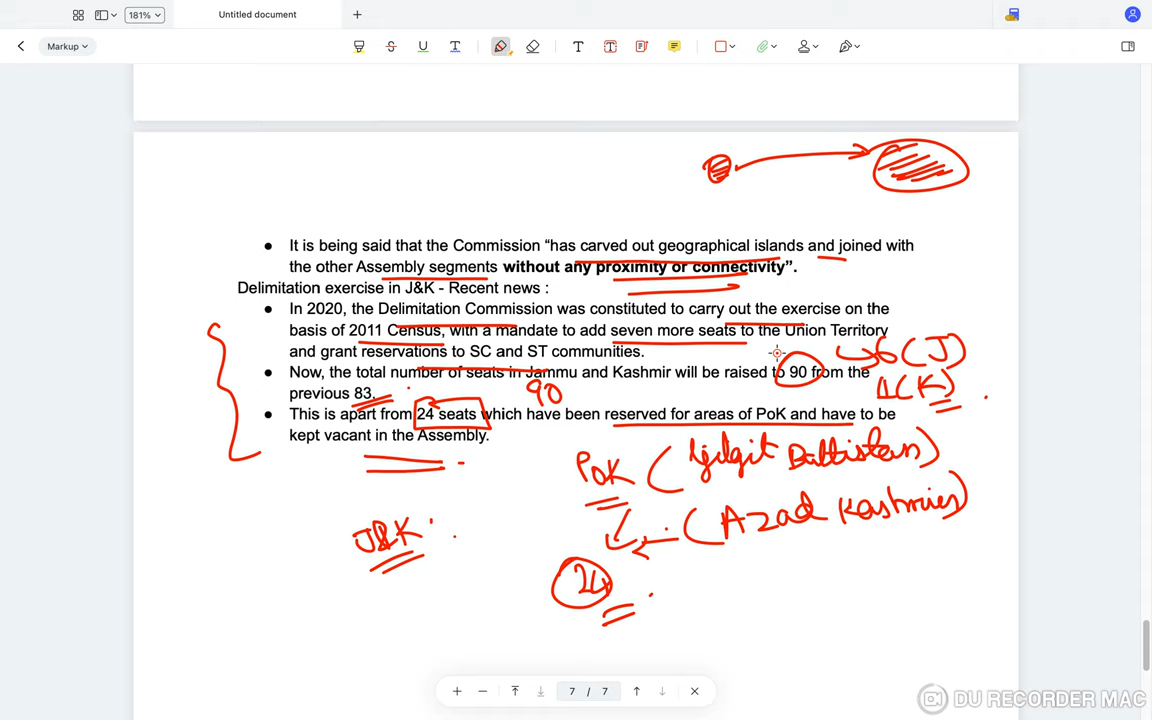 181%
Untitled document
Markup
T
T
T
It is being said that the Commission “has carved out geographical islands and joined with
the other Assembly segments without any proximity or connectivity”.
Delimitation exercise in J&K - Recent news :
In 2020, the Delimitation Commission was constituted to carry out the exercise on the
basis of 2011 Census, with a mandate to add seven more seats to the Union Territory
and grant reservations to SC and ST communities.
6 (J)
Now, the total number of seats in Jammu and Kashmir will be raised to 90 from the
1 (K)
previous 83.
90
This is apart from 24 seats which have been reserved for areas of PoK and have to be
kept vacant in the Assembly.
POK (Gilgit Baltistan)
(Azad Kashmir)
J&K
24
7 / 7
DU RECORDER MAC